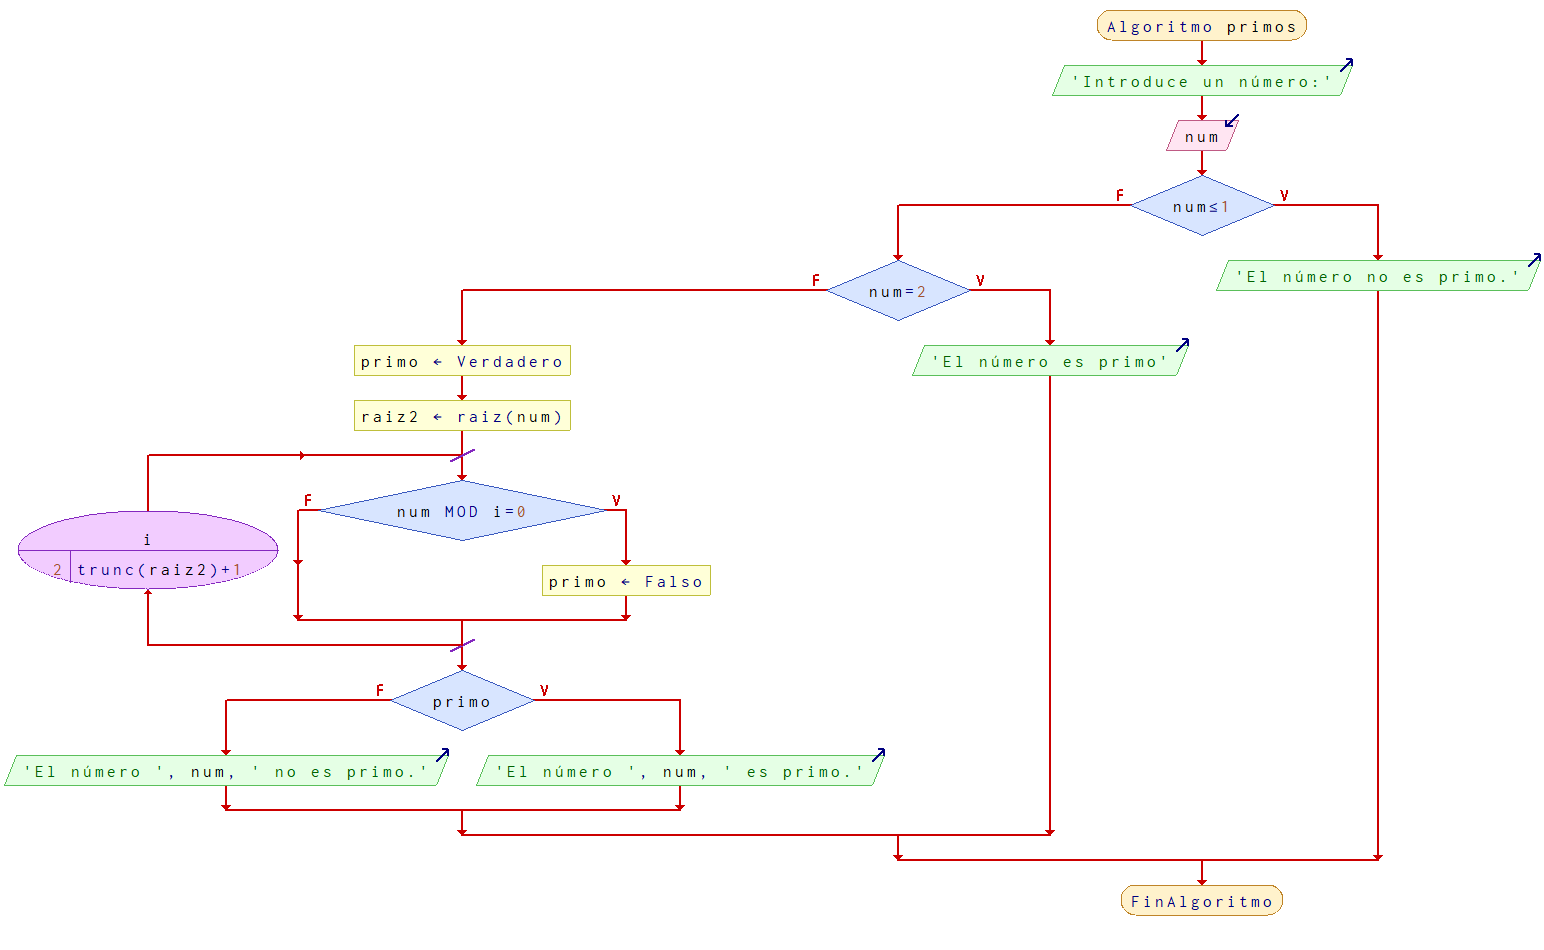 Algoritmo primos
'Introduce un número:'
num
F
num≤1
V
F
num=2
V
'El número no es primo.'
primo ← Verdadero
'El número es primo'
raiz2 ← raiz(num)
F
num MOD i=0
V
i
2 trunc(raiz2)+1
primo ← Falso
F
primo
V
'El número ', num, ' no es primo.'
'El número ', num, ' es primo.'
FinAlgoritmo